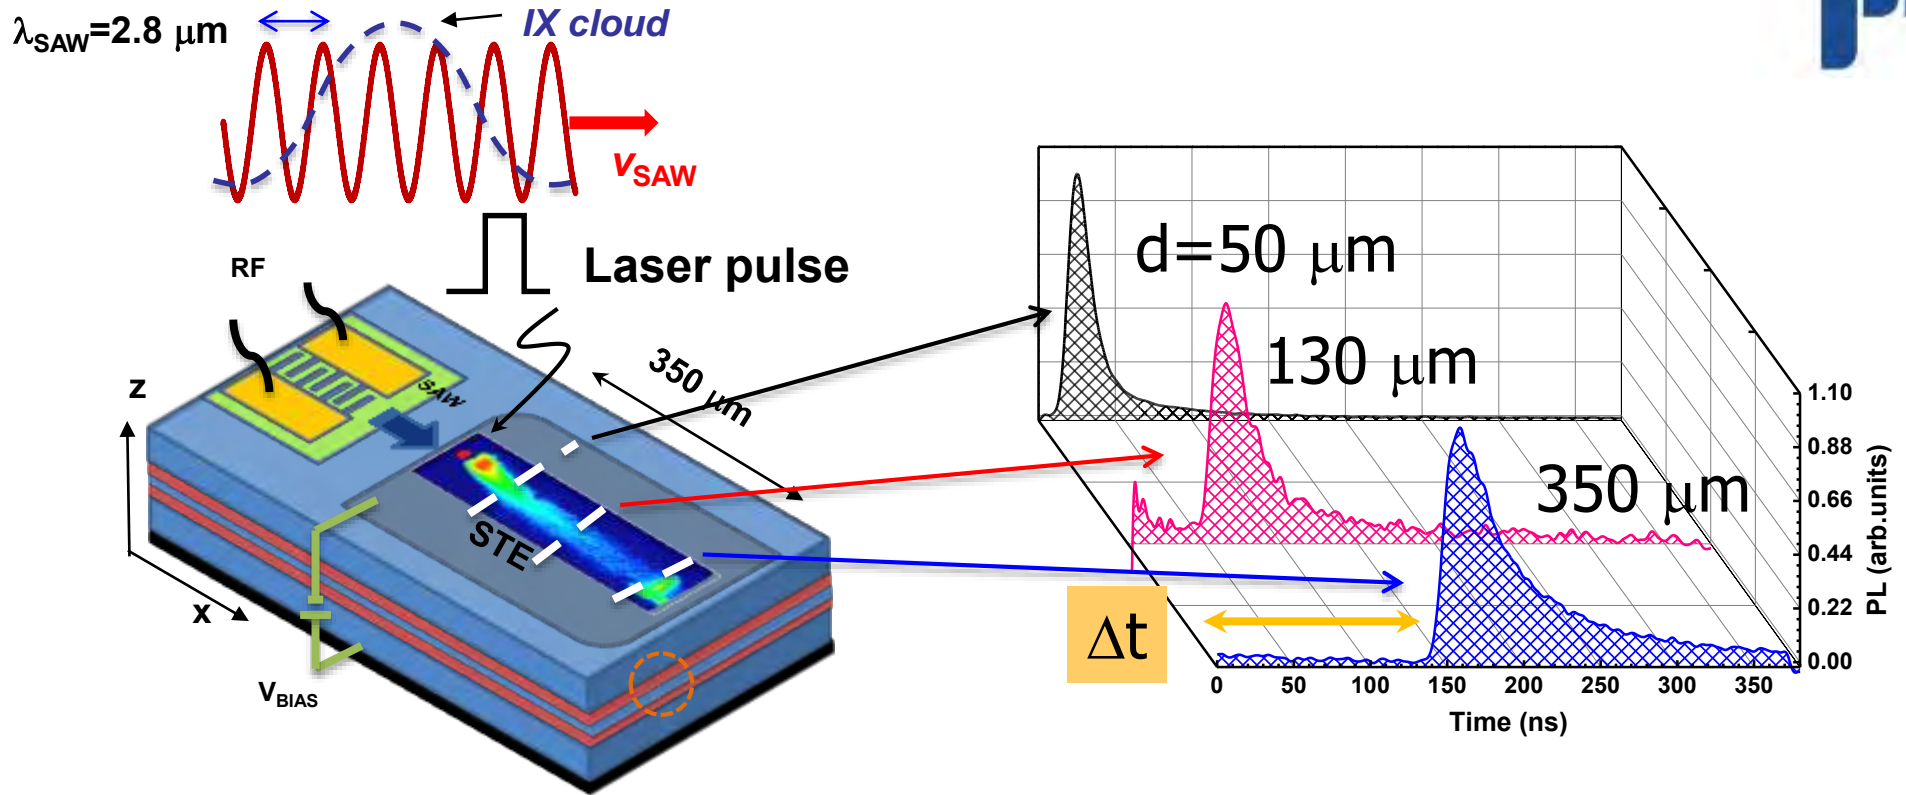 λSAW=2.8 μm
IX cloud
vSAW
Laser pulse
RF
SAW
350 μm
z
x
STE
VBIAS
d=50 μm
130 μm
350 μm
Δt
1.10
0.88
0.66
0.44
0.22
0.00
PL (arb.units)
0 50 100 150 200 250 300 350
Time (ns)